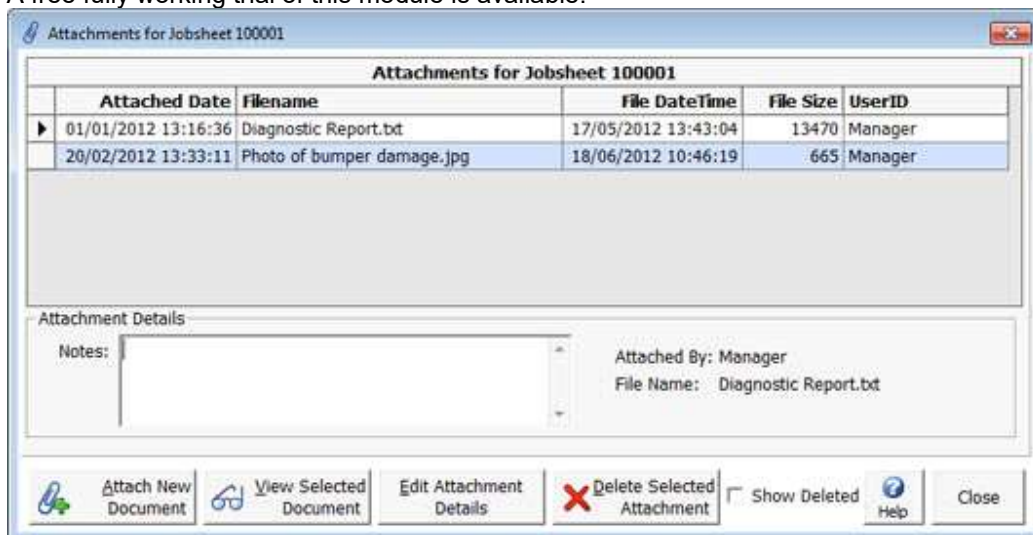 A free fully working trial of this module is available.
Attachments for Jobsheet 100001
Attachments for Jobsheet 100001
Attached Date Filename File DateTime File Size UserID
01/01/2012 13:16:36 Diagnostic Report.txt 17/05/2012 13:43:04 13470 Manager
20/02/2012 13:33:11 Photo of bumper damage.jpg 18/06/2012 10:46:19 665 Manager
Attachment Details
Notes:
Attached By: Manager
File Name: Diagnostic Report.txt
Attach New
Document
View Selected
Document
Edit Attachment
Details
Delete Selected
Attachment
Show Deleted
Help
Close